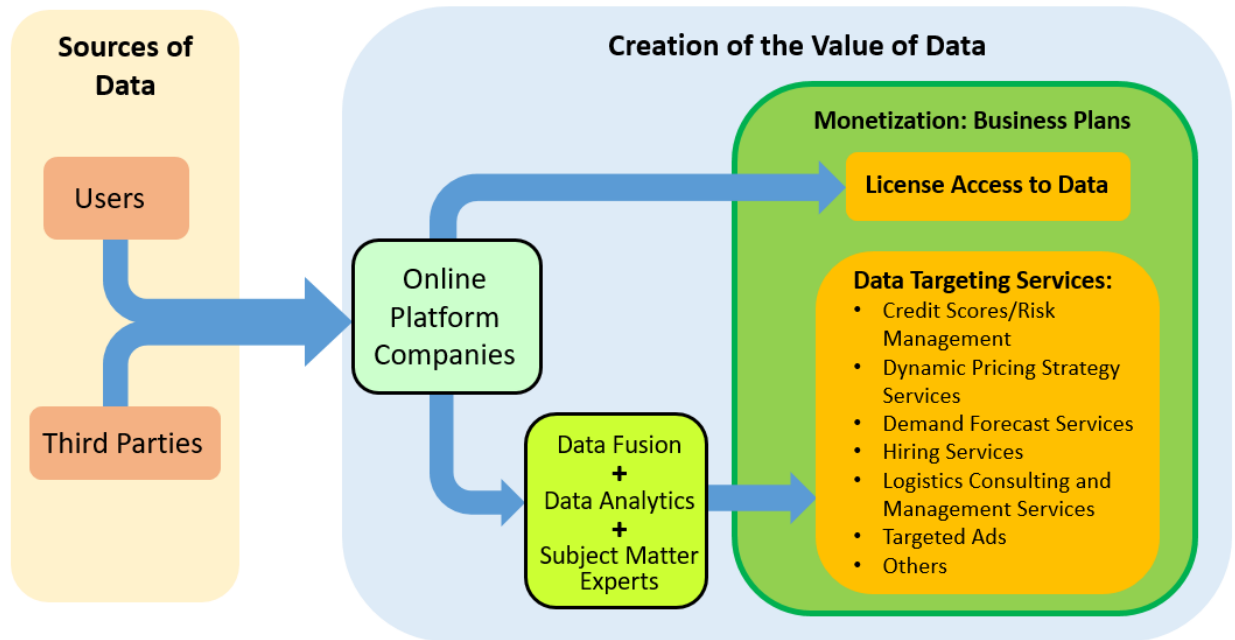 Sources of
Data
Users
Third Parties
Creation of the Value of Data
Online
Platform
Companies
Data Fusion
+
Data Analytics
+
Subject Matter
Experts
Monetization: Business Plans
License Access to Data
Data Targeting Services:
• Credit Scores/Risk
Management
• Dynamic Pricing Strategy
Services
• Demand Forecast Services
• Hiring Services
• Logistics Consulting and
Management Services
• Targeted Ads
• Others